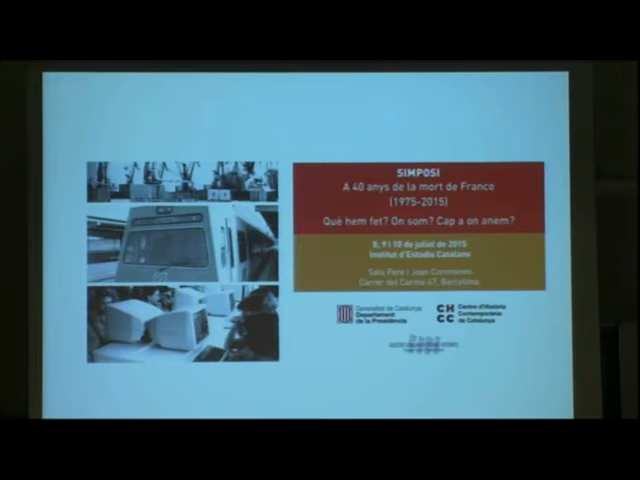 SIMPOSI
A 40 anys de la mort de Franco
(1975-2015)
Què hem fet? On som? Cap a on anem?
8, 9 i 10 de juliol de 2015
Institut d'Estudis Catalans
Sala Pere i Joan Coromines
Carrer del Carme 47, Barcelona
Generalitat de Catalunya
Departament
de la Presidència
CH
CC
Centre d'Història
Contemporània
de Catalunya